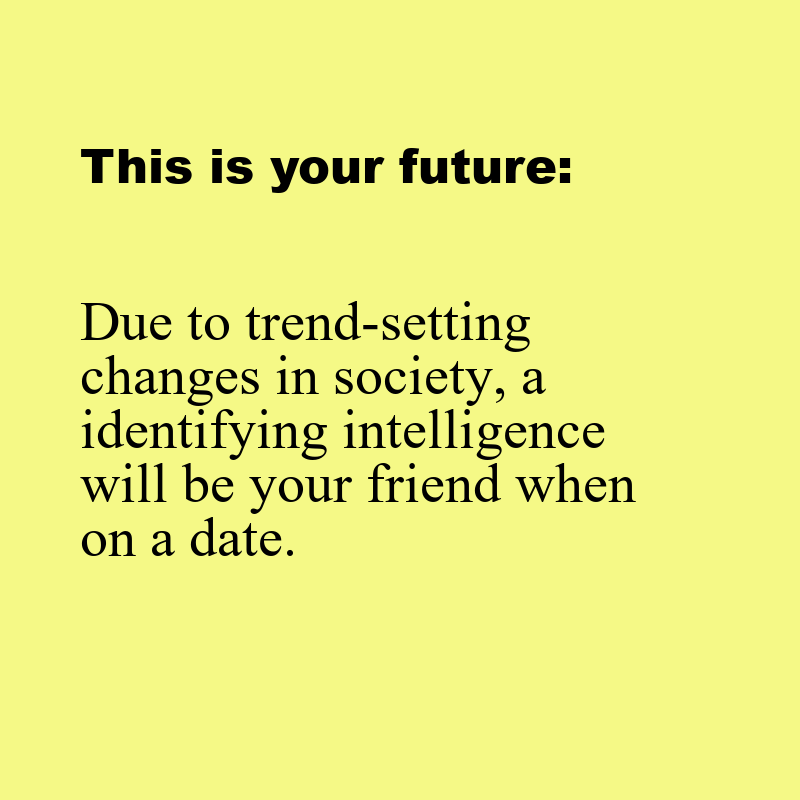 This is your future:
Due to trend-setting
changes in society, a
identifying intelligence
will be your friend when
on a date.